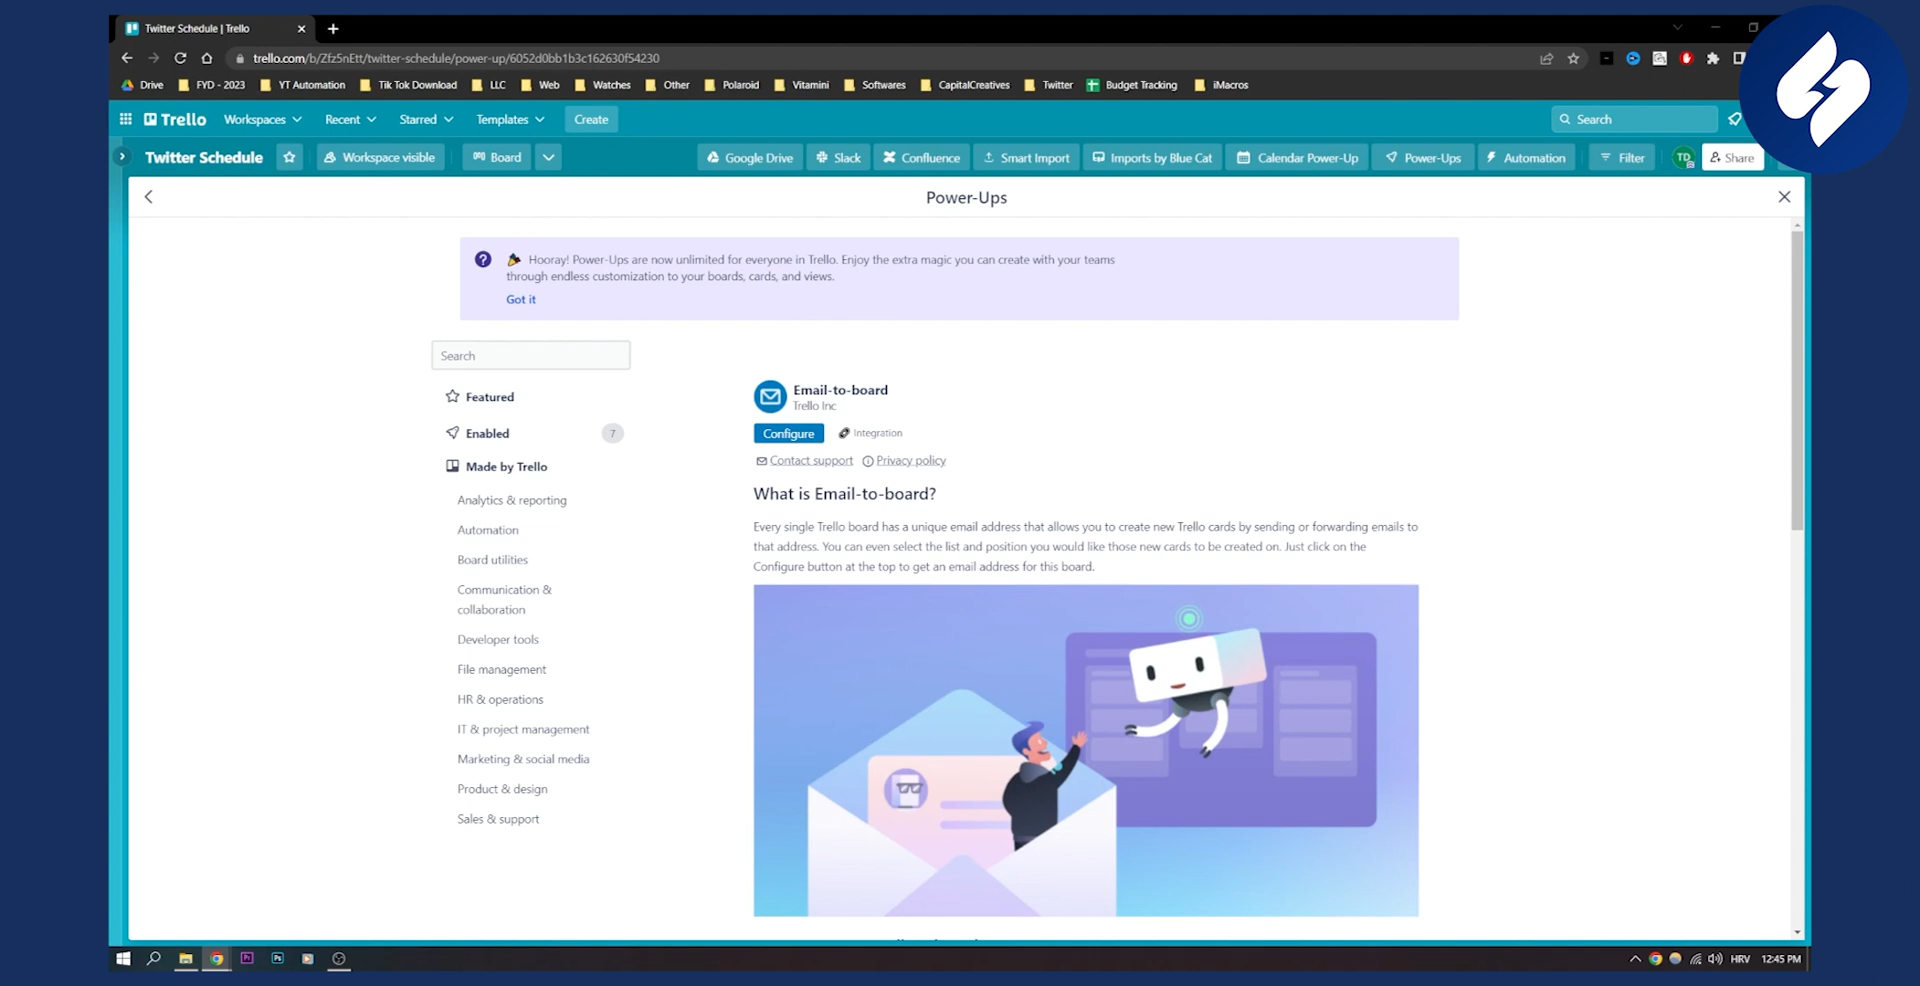 Twitter Schedule | Trello
trello.com/b/Zfz5nEtt/twitter-schedule/power-up/6052d0bb1b3c162630f54230
Drive FYD - 2023 YT Automation Tik Tok Download LLC Web Watches Other Polaroid Vitamini Softwares CapitalCreatives Twitter Budget Tracking iMacros
Trello Workspaces Recent Starred Templates Create Search
Twitter Schedule Workspace visible Board Google Drive Slack Confluence Smart Import Imports by Blue Cat Calendar Power-Up Power-Ups Automation Filter TD Share
Power-Ups
Hooray! Power-Ups are now unlimited for everyone in Trello. Enjoy the extra magic you can create with your teams
through endless customization to your boards, cards, and views.
Got it
Search
Featured
Enabled 7
Made by Trello
Analytics & reporting
Automation
Board utilities
Communication &
collaboration
Developer tools
File management
HR & operations
IT & project management
Marketing & social media
Product & design
Sales & support
Email-to-board
Trello Inc
Configure Integration
Contact support Privacy policy
What is Email-to-board?
Every single Trello board has a unique email address that allows you to create new Trello cards by sending or forwarding emails to
that address. You can even select the list and position you would like those new cards to be created on. Just click on the
Configure button at the top to get an email address for this board.
Pr Ps
HRV 12:45 PM